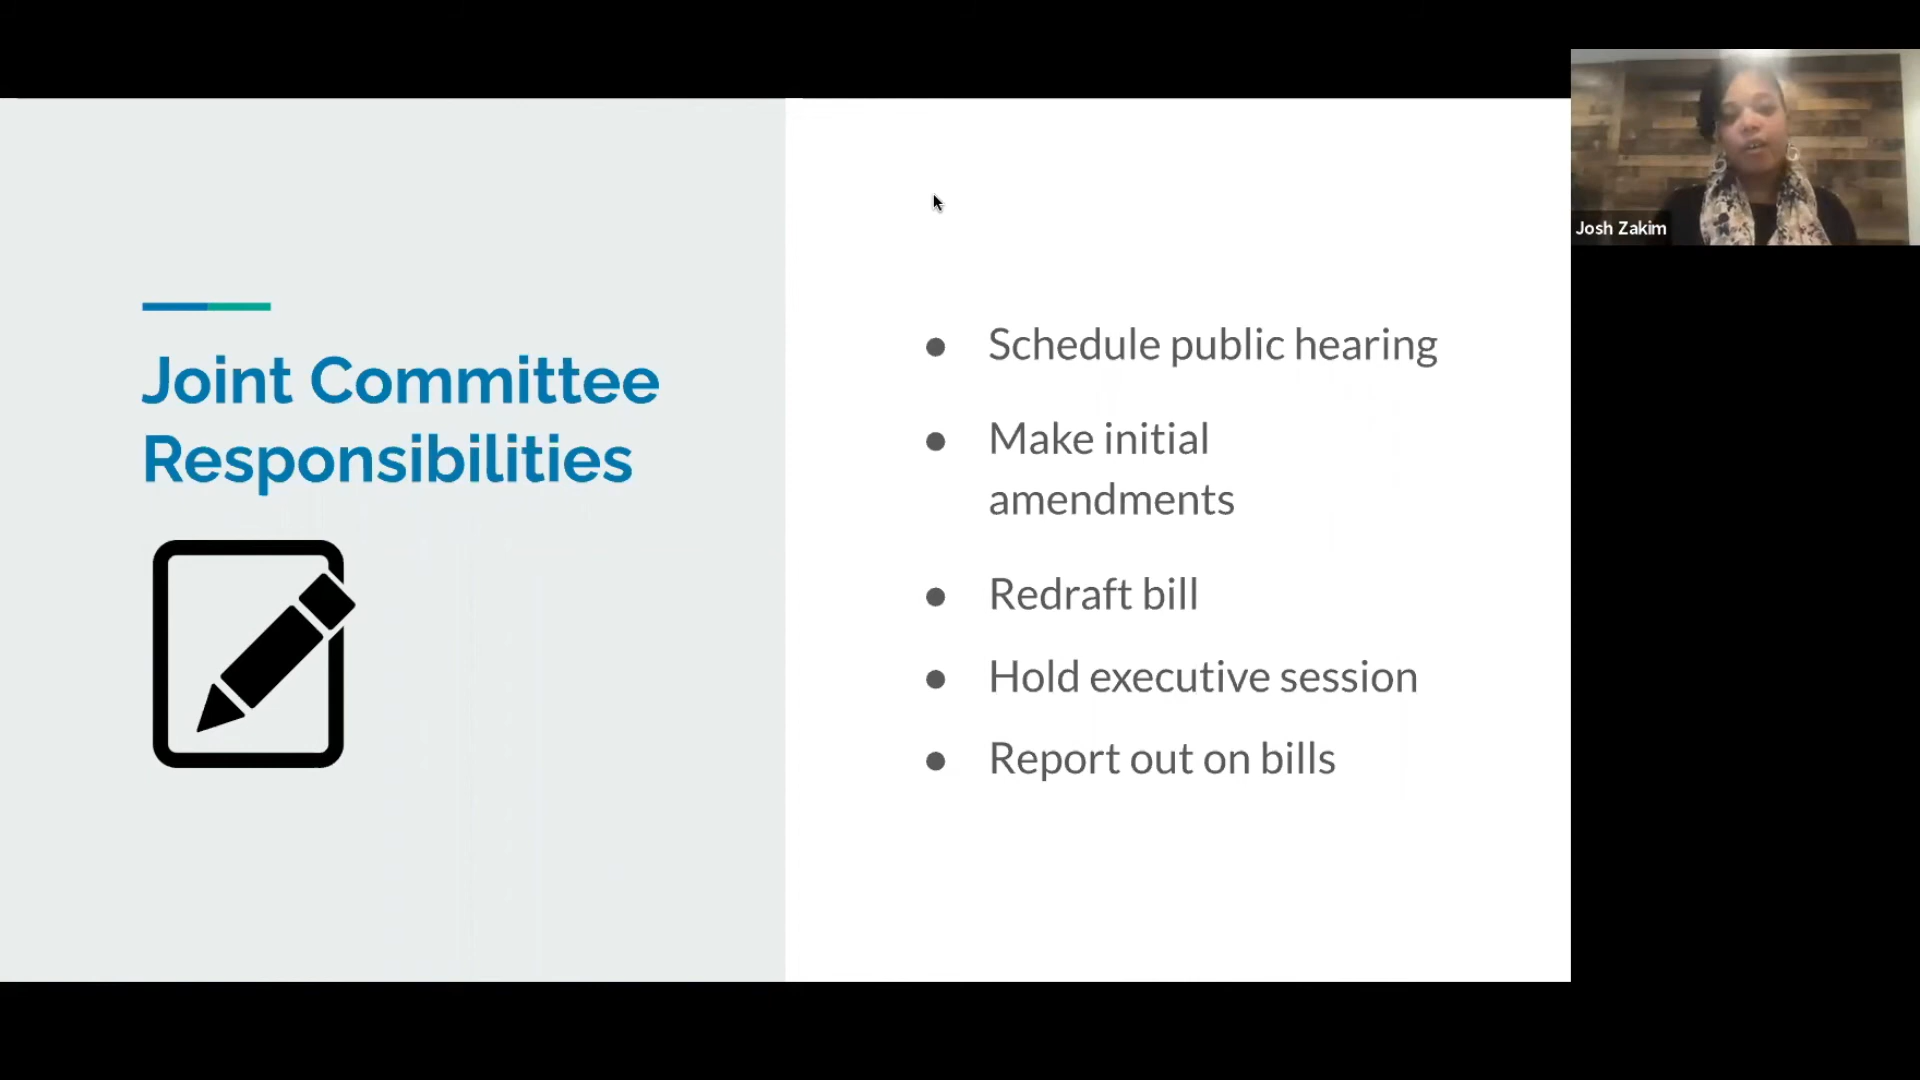 Joint Committee
Responsibilities
Schedule public hearing
Make initial
amendments
Redraft bill
Hold executive session
Report out on bills
Josh Zakim